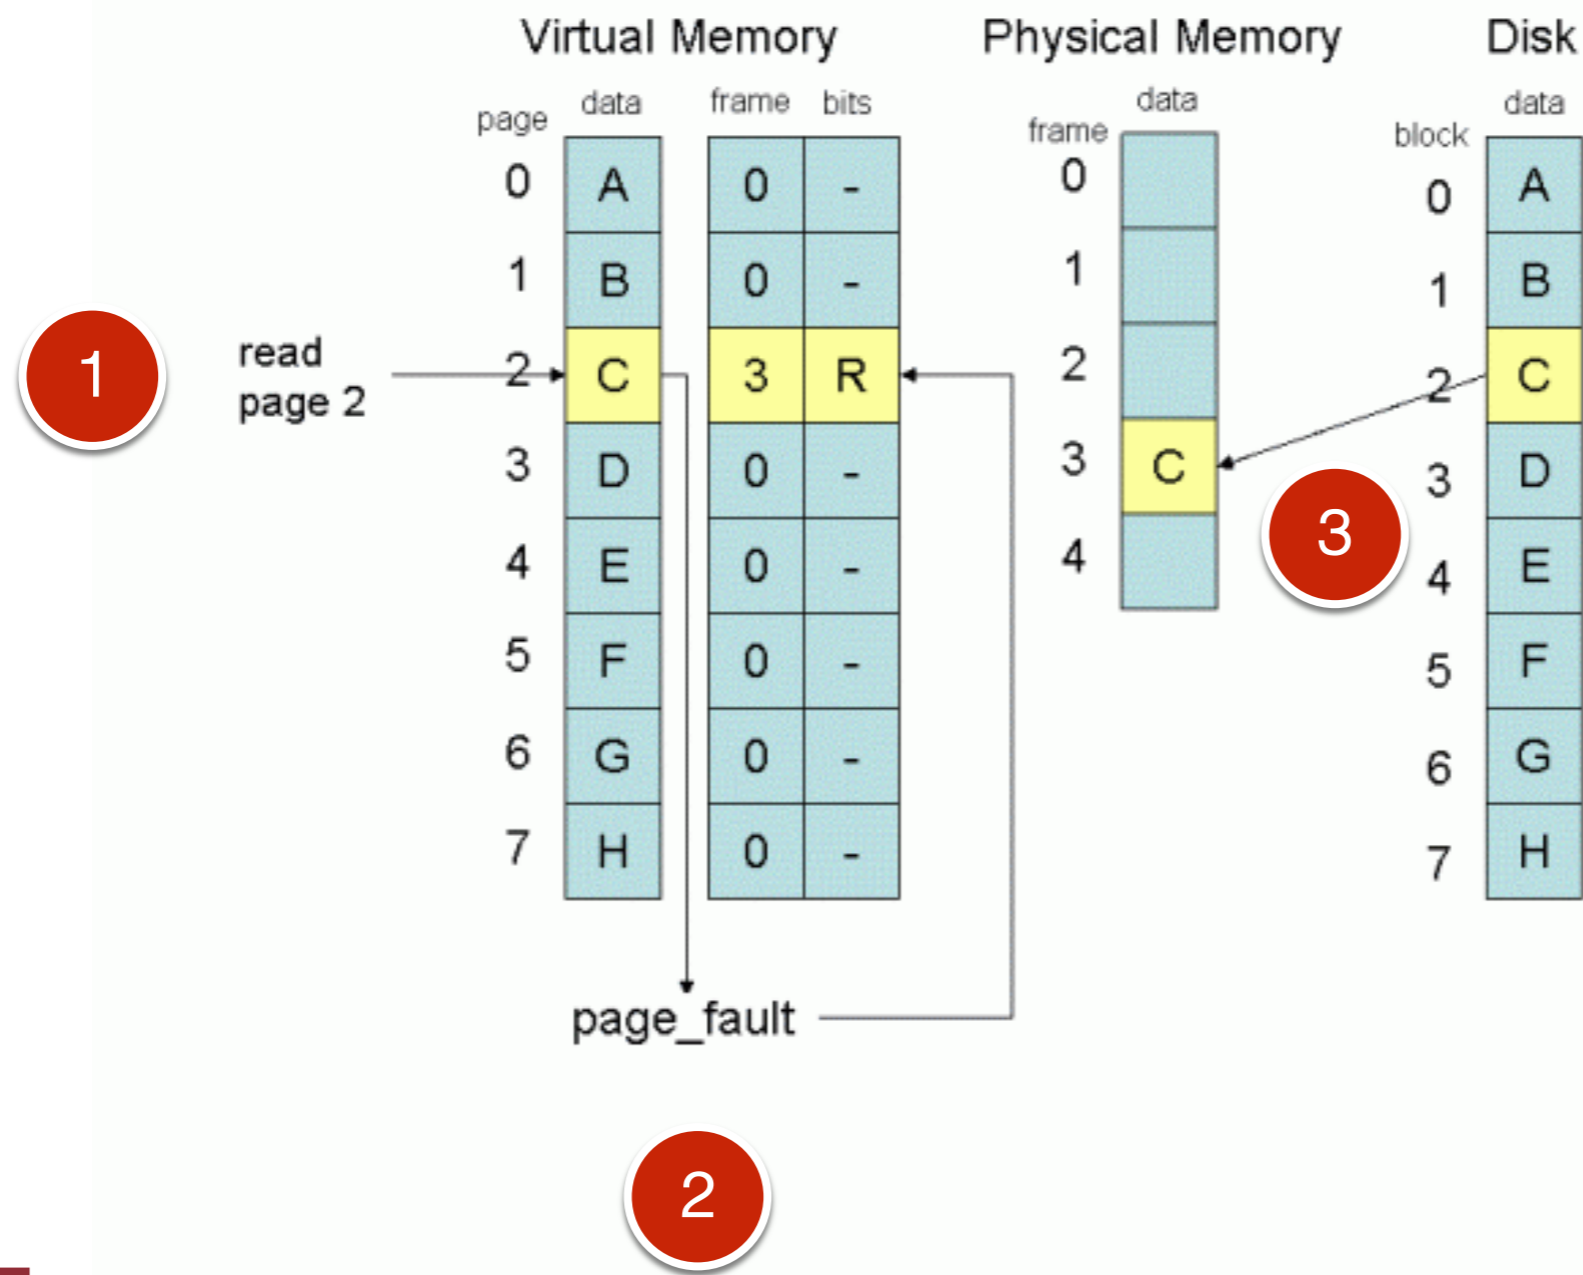 Virtual Memory Physical Memory Disk
page data frame bits frame data block data
0 A 0 - 0 0 A
1 B 0 - 1 1 B
1 read page 2 2 C 3 R 2 2 C
3 D 0 - 3 C 3 D
3
4 E 0 - 4 4 E
5 F 0 - 5 F
6 G 0 - 6 G
7 H 0 - 7 H
page_fault
2